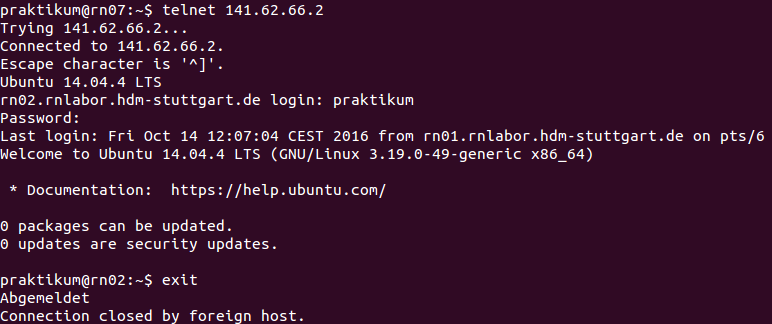 praktikum@rn07:~$ telnet 141.62.66.2
Trying 141.62.66.2...
Connected to 141.62.66.2.
Escape character is '^]'.
Ubuntu 14.04.4 LTS
rn02.rnlabor.hdm-stuttgart.de login: praktikum
Password:
Last login: Fri Oct 14 12:07:04 CEST 2016 from rn01.rnlabor.hdm-stuttgart.de on pts/6
Welcome to Ubuntu 14.04.4 LTS (GNU/Linux 3.19.0-49-generic x86_64)
* Documentation:  https://help.ubuntu.com/
0 packages can be updated.
0 updates are security updates.
praktikum@rn02:~$ exit
Abgemeldet
Connection closed by foreign host.